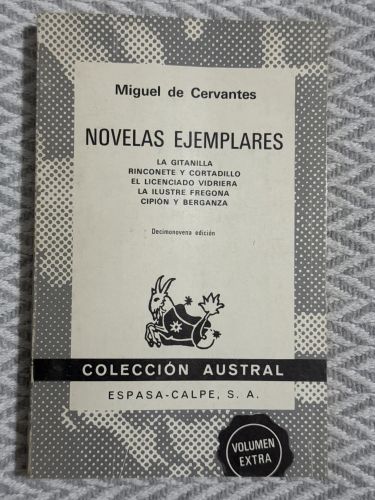 Miguel de Cervantes
NOVELAS EJEMPLARES
LA GITANILLA
RINCONETE Y CORTADILLO
EL LICENCIADO VIDRIERA
LA ILUSTRE FREGONA
CIPIÓN Y BERGANZA
Decimonovena edición
COLECCIÓN AUSTRAL
ESPASA-CALPE, S. A.
VOLUMEN
EXTRA